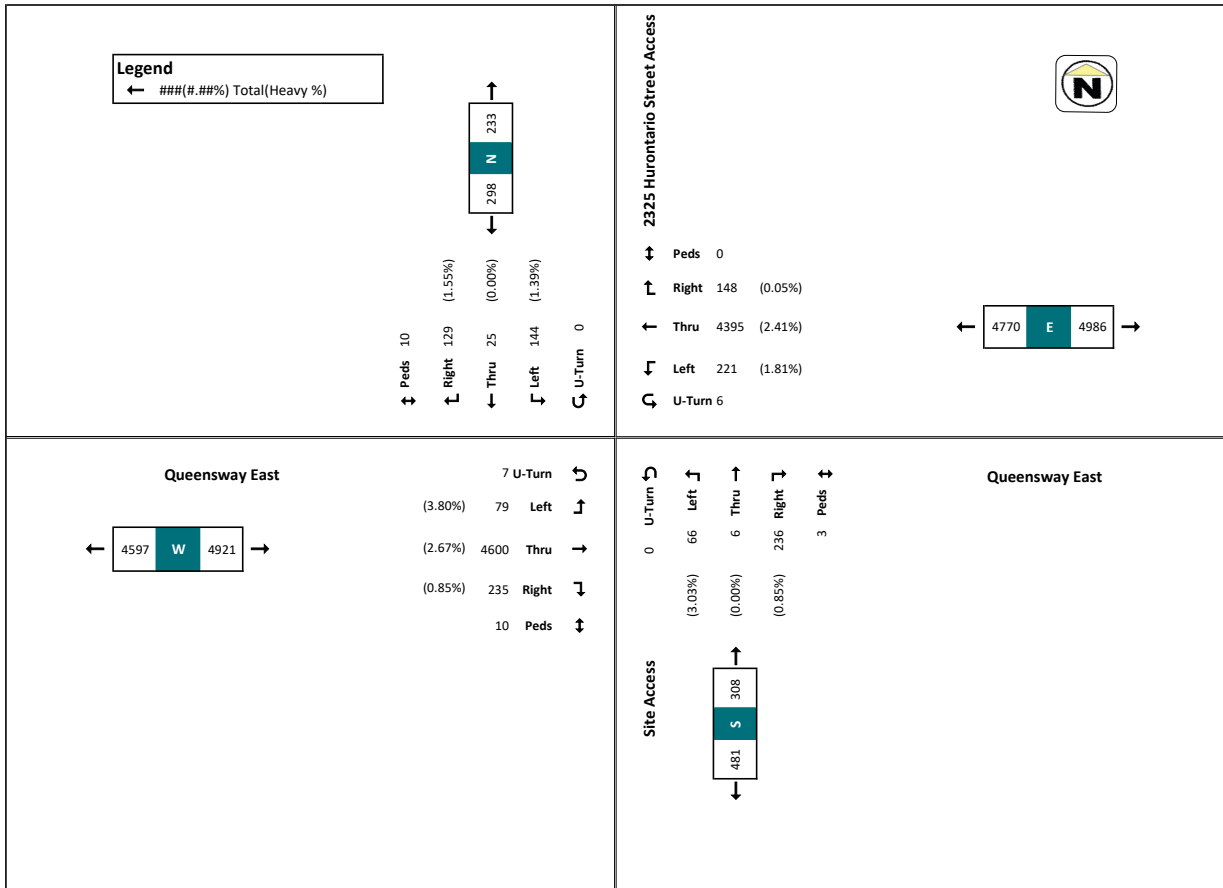 Legend
### (#.##%) Total(Heavy %)
233
N
298
(1.55%)
(0.00%)
(1.39%)
Peds 10
Right 129
Thru 25
Left 144
U-Turn 0
2325 Hurontario Street Access
N
Peds 0
Right 148 (0.05%)
Thru 4395 (2.41%)
Left 221 (1.81%)
U-Turn 6
4770 E 4986
Queensway East
7 U-Turn
(3.80%) 79 Left
(2.67%) 4600 Thru
(0.85%) 235 Right
10 Peds
4597 W 4921
U-Turn 0
Left 66 (3.03%)
Thru 6 (0.00%)
Right 236 (0.85%)
Peds 3
Queensway East
Site Access
308
S
481